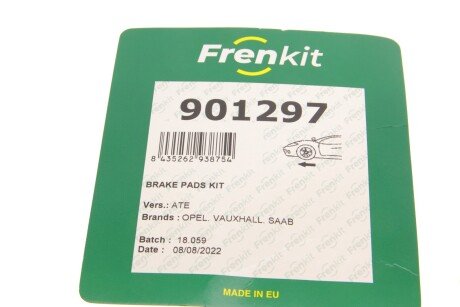 Frenkit
901297
8 435262 938754
BRAKE PADS KIT
Vers.: ATE
Brands : OPEL. VAUXHALL. SAAB
Batch : 18.059
Date : 08/08/2022
MADE IN EU